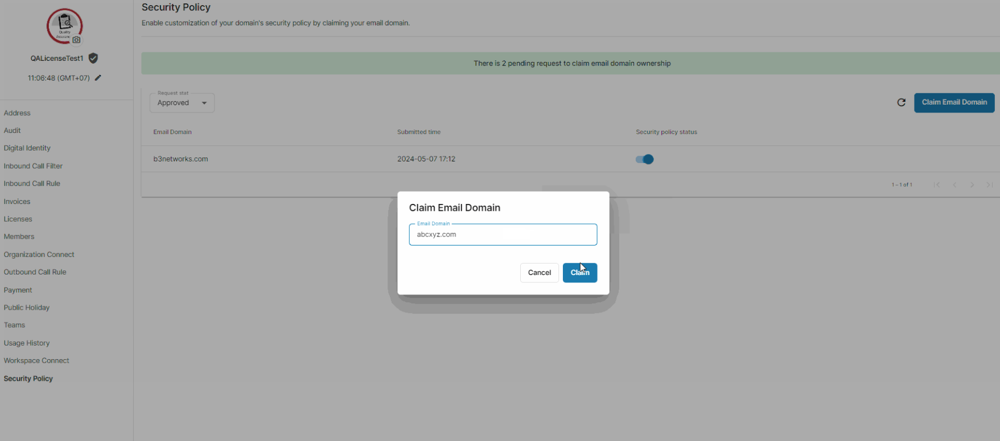 Quality
Assurance
QALicenseTest1
11:06:48 (GMT+07)
Address
Audit
Digital Identity
Inbound Call Filter
Inbound Call Rule
Invoices
Licenses
Members
Organization Connect
Outbound Call Rule
Payment
Public Holiday
Teams
Usage History
Workspace Connect
Security Policy
Security Policy
Enable customization of your domain's security policy by claiming your email domain.
There is 2 pending request to claim email domain ownership
Request stat
Approved
Claim Email Domain
Email Domain Submitted time Security policy status
b3networks.com 2024-05-07 17:12
1 – 1 of 1
Claim Email Domain
Email Domain
abcxyz.com
Cancel Claim